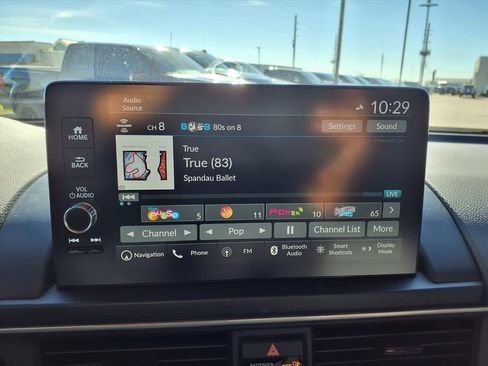 Audio
Source
10:29
HOME
BACK
VOL
AUDIO
CH 8
80s on 8
Settings
Sound
True
True (83)
Spandau Ballet
LIVE
5
11
10
65
Channel
Pop
Channel List
More
Navigation
Phone
FM
Bluetooth
Audio
Smart
Shortcuts
Display
Mode